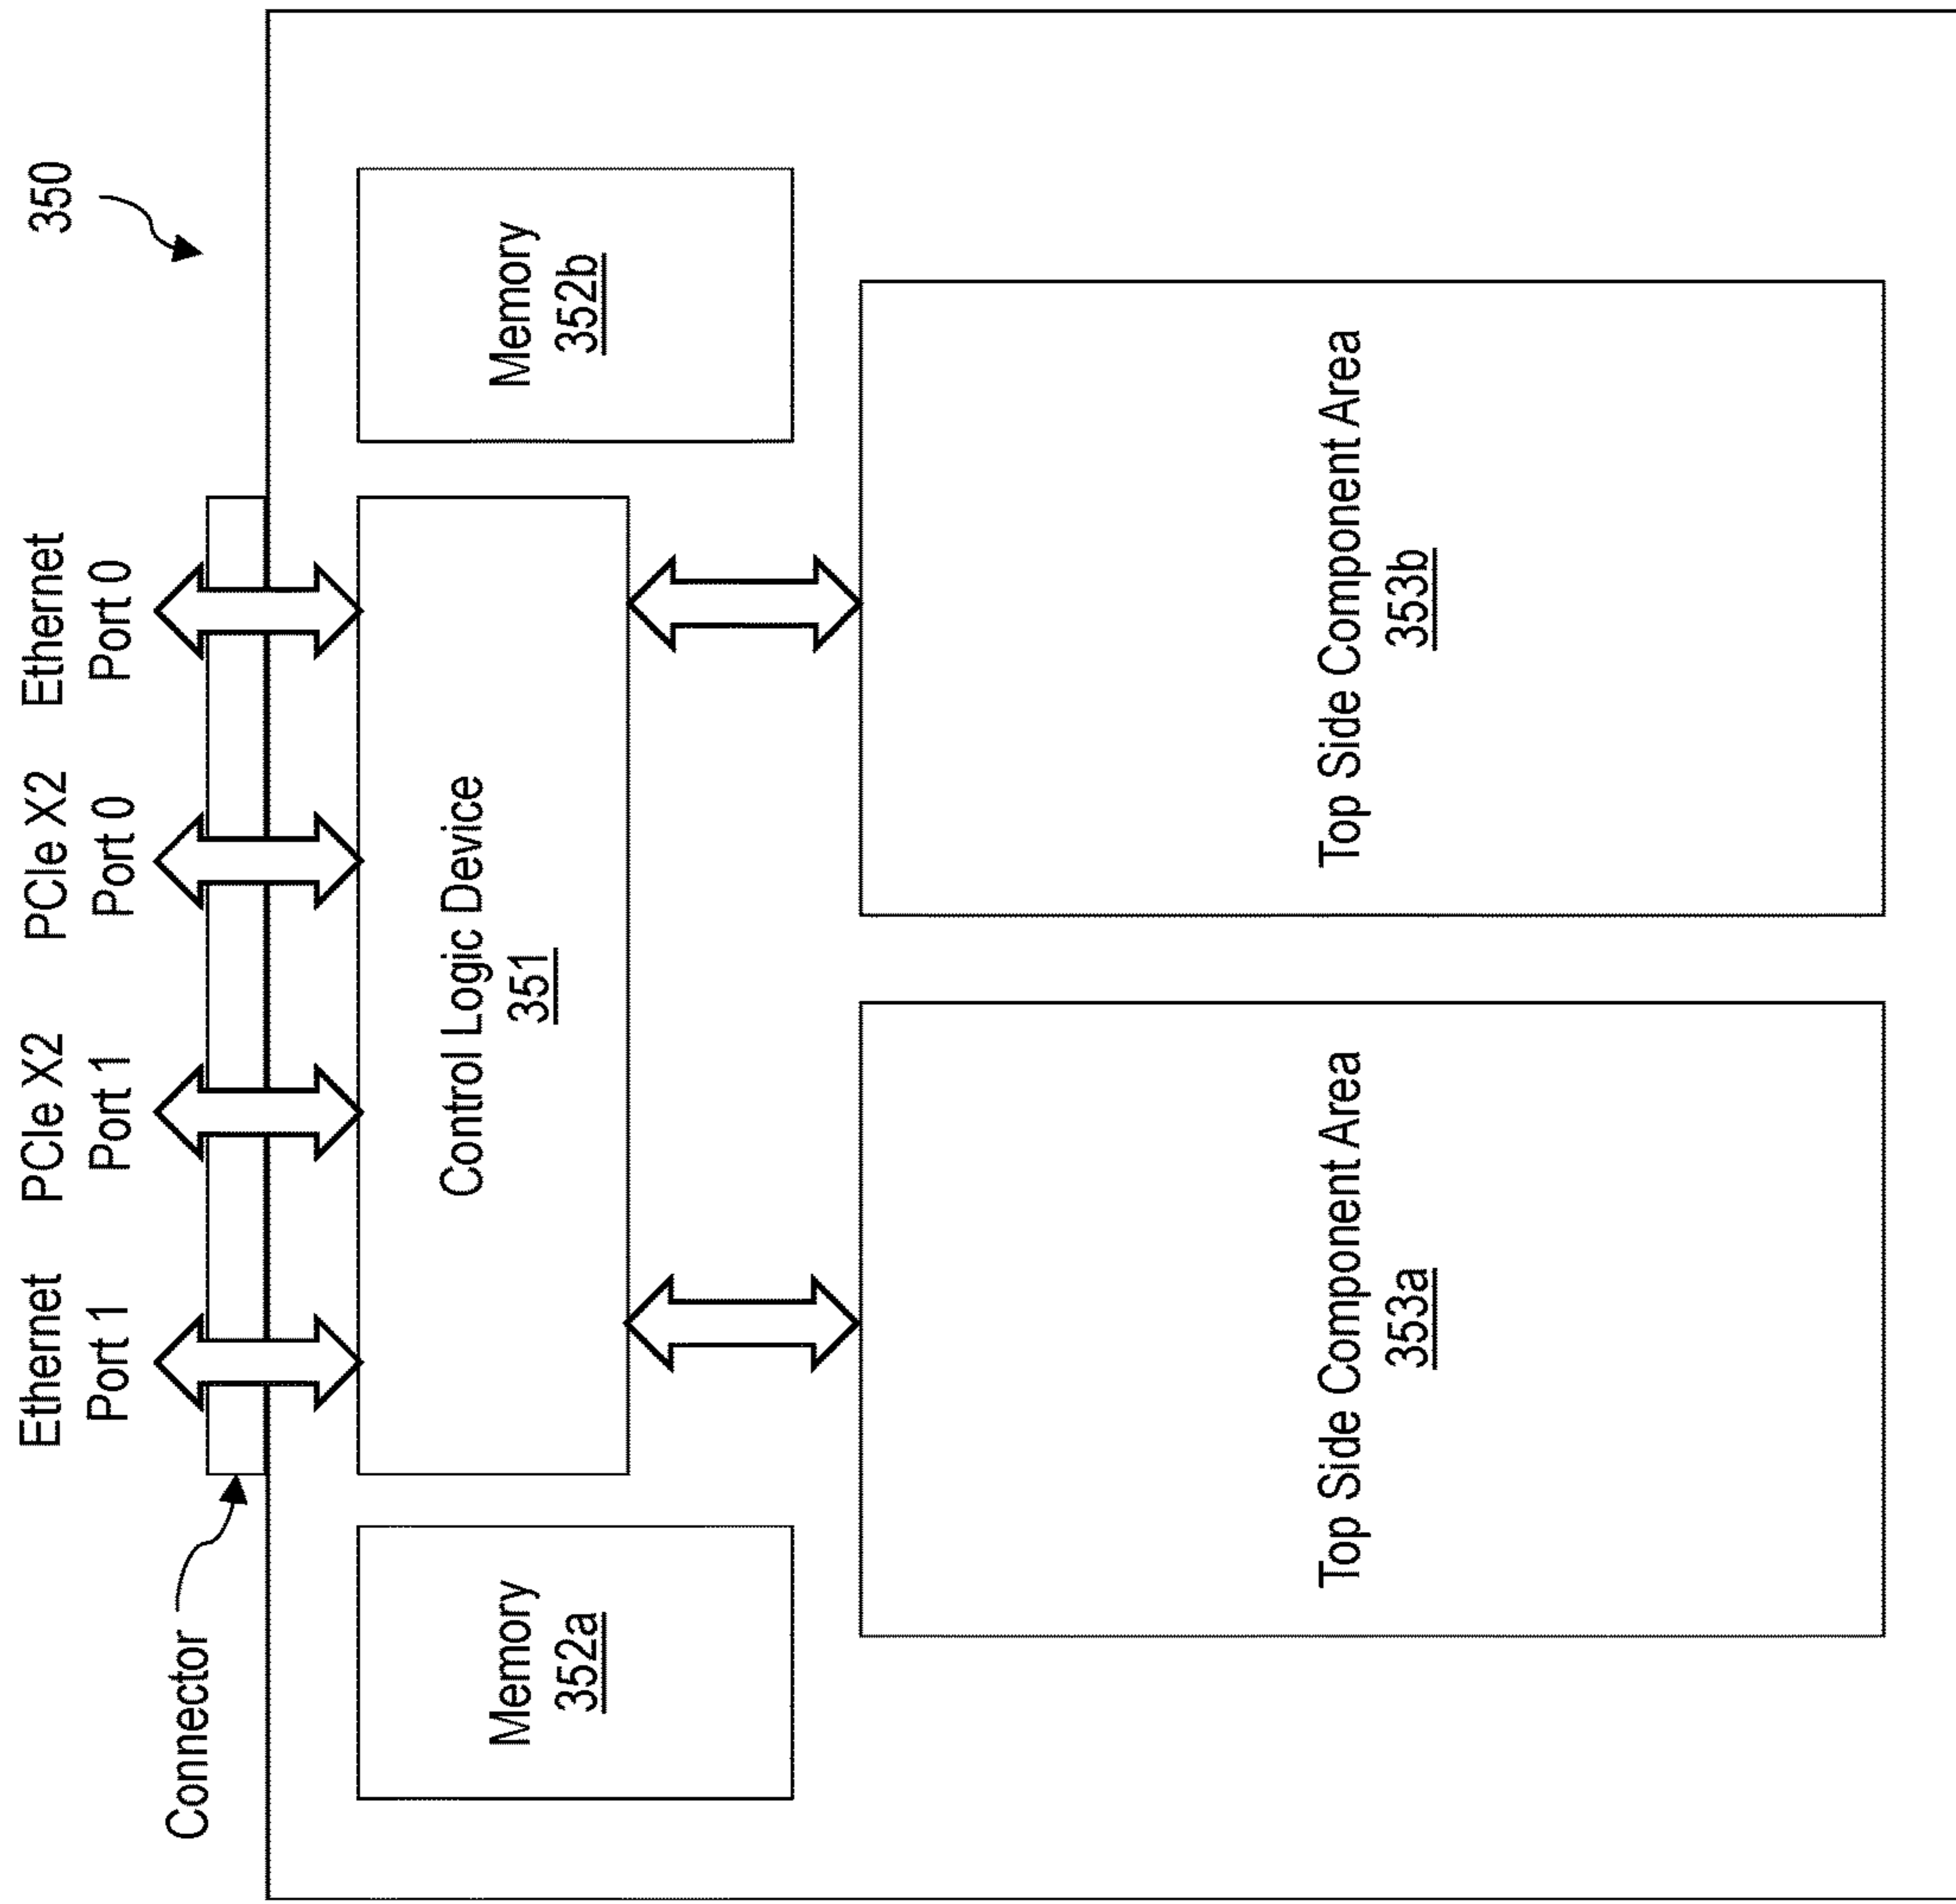 350
Ethernet
Port 1
PCIe X2
Port 1
PCIe X2
Port 0
Ethernet
Port 0
Connector
Memory
352a
Control Logic Device
351
Memory
352b
Top Side Component Area
353a
Top Side Component Area
353b